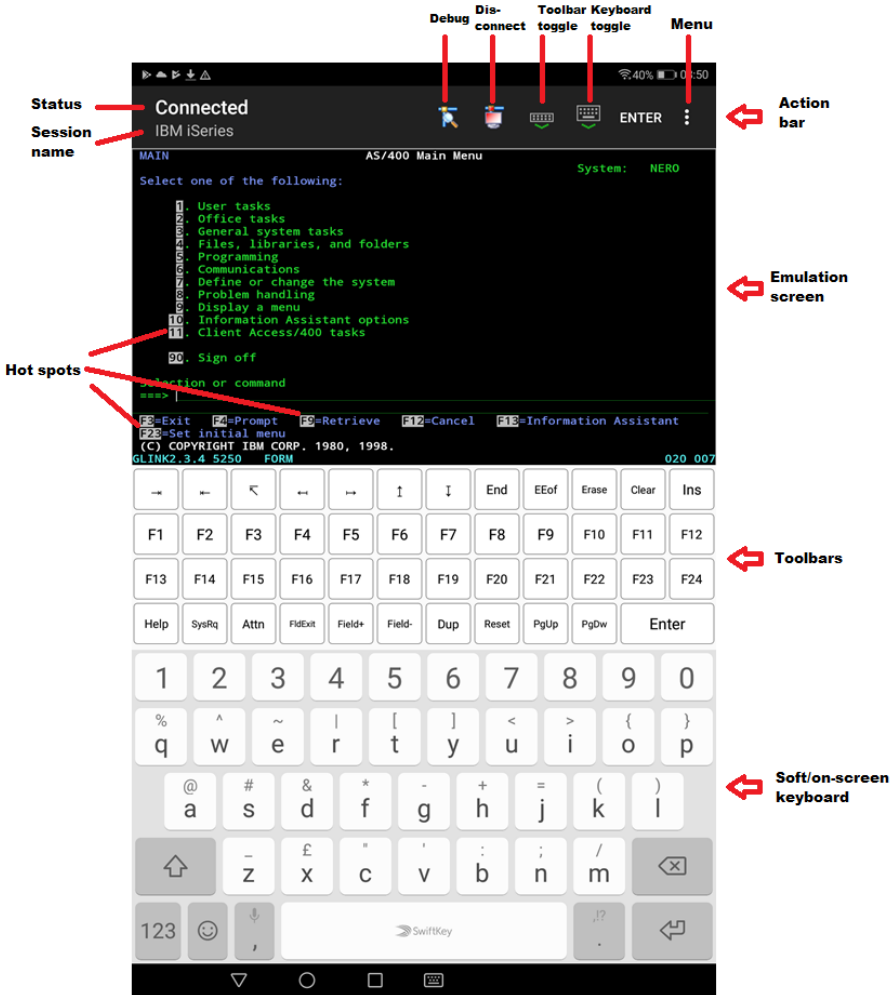 Debug
Dis-
connect
Toolbar
toggle
Keyboard
toggle
Menu
40%
Status
Connected
Session
name
IBM iSeries
ENTER
Action
bar
MAIN AS/400 Main Menu
System: NERO
Select one of the following:
1. User tasks
2. Office tasks
3. General system tasks
4. Files, libraries, and folders
5. Programming
6. Communications
7. Define or change the system
8. Problem handling
9. Display a menu
10. Information Assistant options
11. Client Access/400 tasks
90. Sign off
Emulation
screen
Hot spots
Selection or command
===>
F3=Exit F4=Prompt F9=Retrieve F12=Cancel F13=Information Assistant
F23=Set initial menu
(C) COPYRIGHT IBM CORP. 1980, 1998.
GLINK2.3.4 5250 FORM 020 007
End EEof Erase Clear Ins
F1 F2 F3 F4 F5 F6 F7 F8 F9 F10 F11 F12
F13 F14 F15 F16 F17 F18 F19 F20 F21 F22 F23 F24
Help SysRq Attn FldExit Field+ Field- Dup Reset PgUp PgDw Enter
Toolbars
1 2 3 4 5 6 7 8 9 0
% ^ ~ | [ ] < > { }
q w e r t y u i o p
@ # & * - + = ( )
a s d f g h j k l
Soft/on-screen
keyboard
_ £ " ' : ; /
z x c v b n m
123 , SwiftKey ,!? .